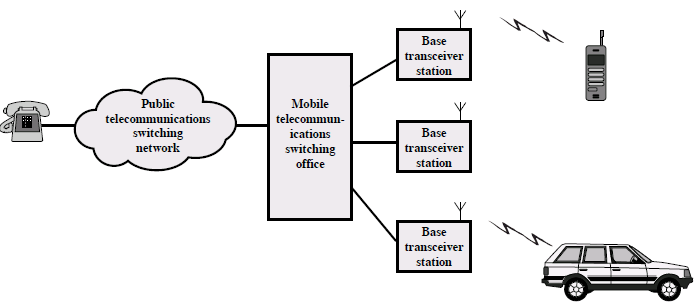 Public
telecommunications
switching
network
Mobile
telecommun-
ications
switching
office
Base
transceiver
station
Base
transceiver
station
Base
transceiver
station